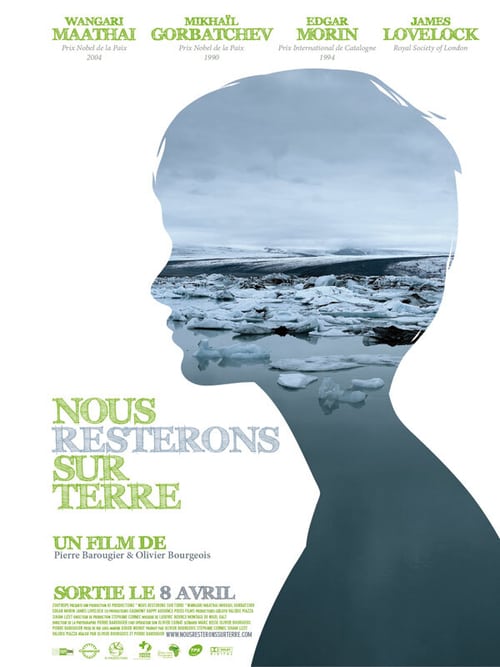 WANGARI
MAATHAI
Prix Nobel de la Paix
2004
MIKHAÏL
GORBATCHEV
Prix Nobel de la Paix
1990
EDGAR
MORIN
Prix International de Catalogne
1994
JAMES
LOVELOCK
Royal Society of London
NOUS
RESTERONS
SUR
TERRE
UN FILM DE
Pierre Barougier & Olivier Bourgeois
SORTIE LE 8 AVRIL
WWW.NOUSRESTERONSSURTERRE.COM